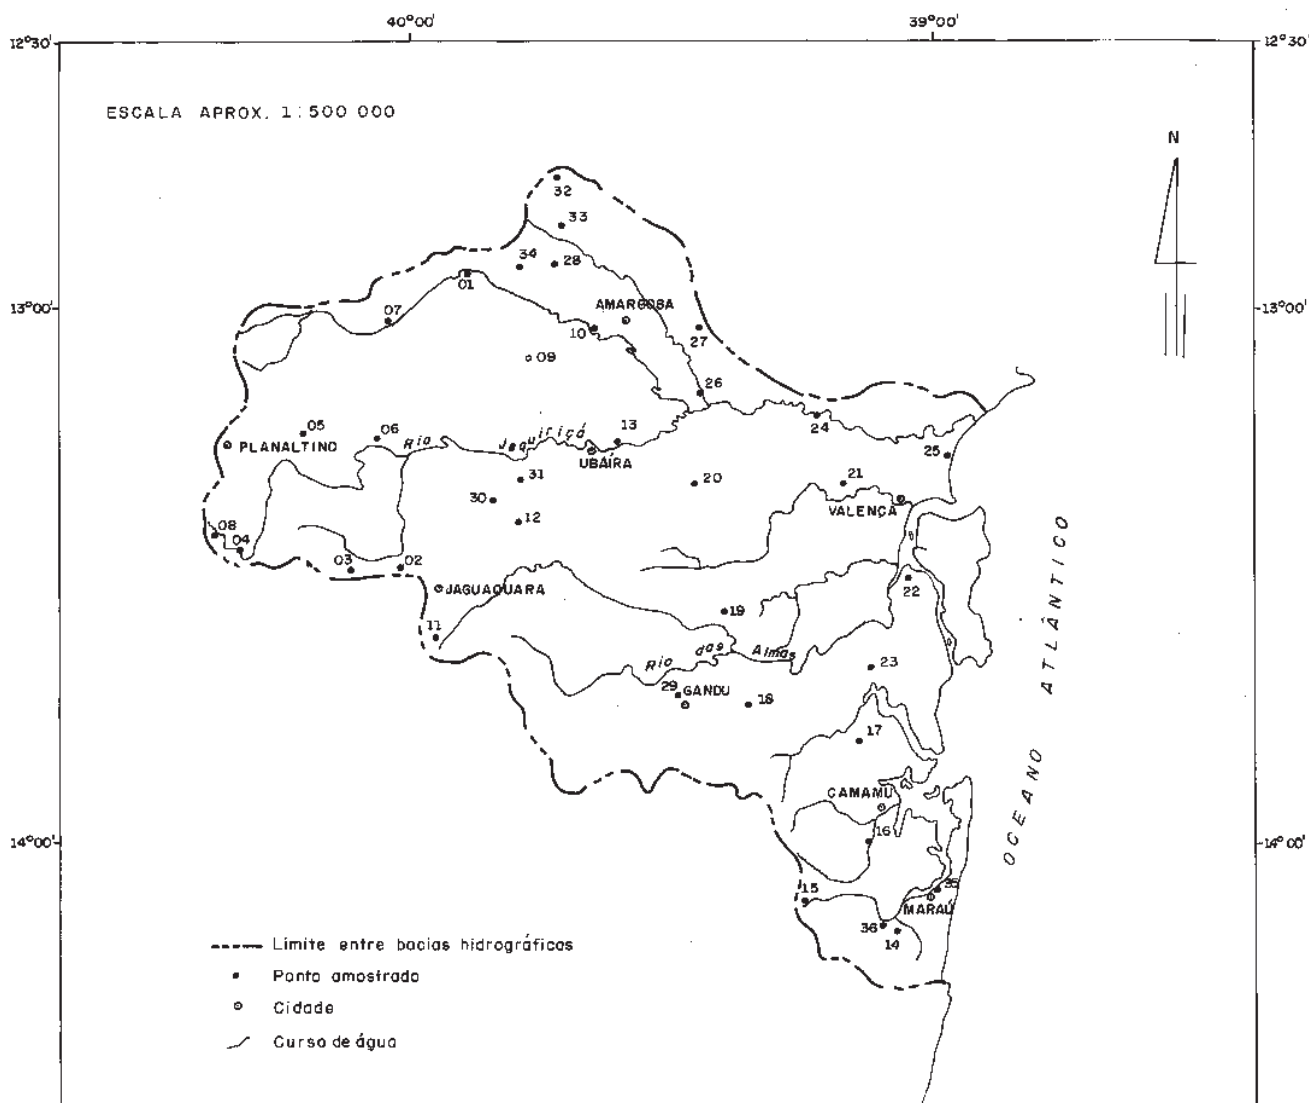 40°00' 39°00'
12°30' 12°30'
ESCALA APROX. 1:500 000
N
32
33
34 28
01
AMARGOSA
13°00' 07 13°00'
10 27
09
26
05 06 Rio Jequiriçá 13 24
PLANALTINO
UBAÍRA 25
31 20 21
30 VALENÇA
12
08 04
03 02
JAGUAQUARA 22
19
11
Rio das Almas
23
29 GANDU 18
17
CAMAMU
OCEANO ATLÂNTICO
14°00' 16 14°00'
15 35
MARAÚ
36 14
Limite entre bacias hidrográficas
Ponto amostrado
Cidade
Curso de água